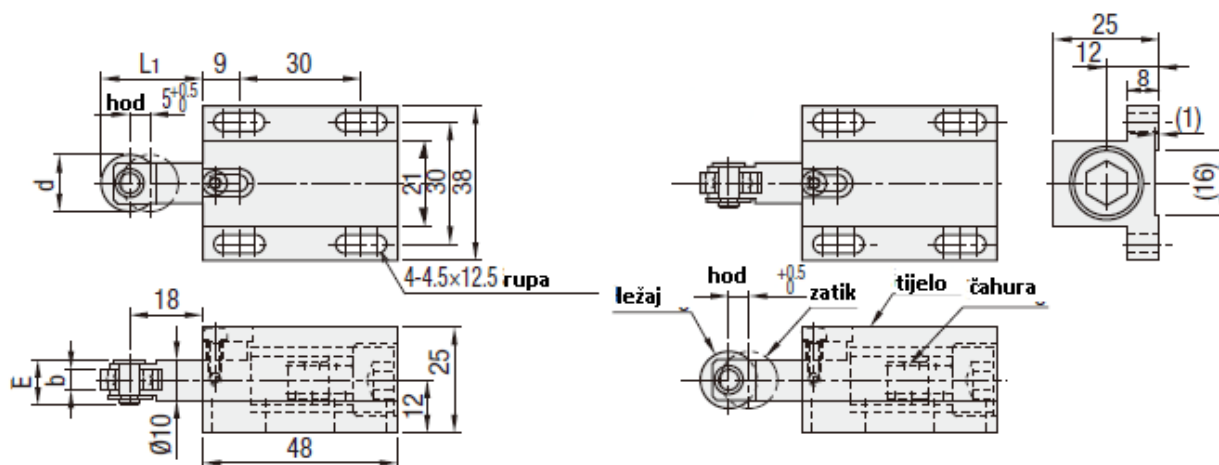 L1
9
30
hod
5 +0.5 0
d
21
30
38
4-4.5×12.5 rupa
25
12
8
(1)
(16)
18
E
b
Ø10
25
12
48
ležaj
hod
+0.5 0
zatik
tijelo
čahura